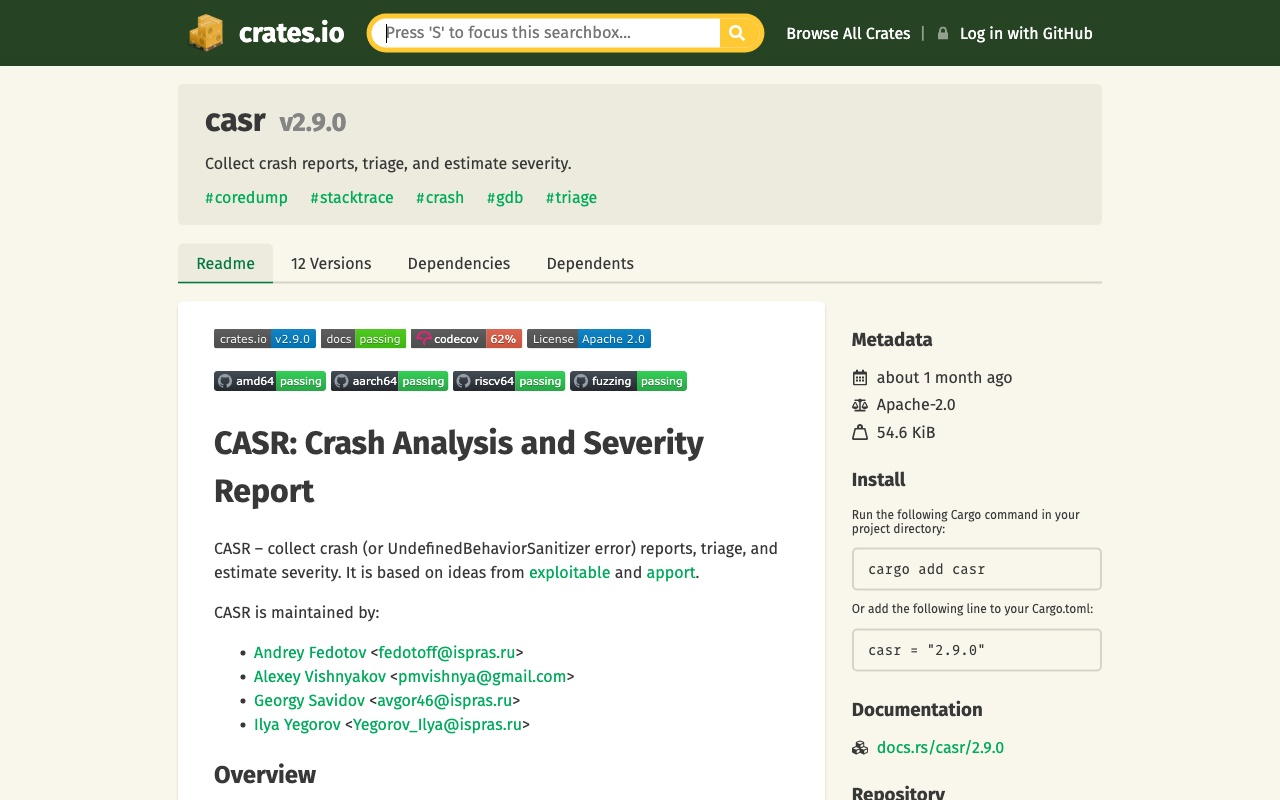 crates.io
Press 'S' to focus this searchbox...
Browse All Crates | Log in with GitHub
casr v2.9.0
Collect crash reports, triage, and estimate severity.
#coredump #stacktrace #crash #gdb #triage
Readme 12 Versions Dependencies Dependents
crates.io v2.9.0 docs passing codecov 62% License Apache 2.0
amd64 passing aarch64 passing riscv64 passing fuzzing passing
CASR: Crash Analysis and Severity
Report
CASR – collect crash (or UndefinedBehaviorSanitizer error) reports, triage, and
estimate severity. It is based on ideas from exploitable and apport.
CASR is maintained by:
• Andrey Fedotov <fedotoff@ispras.ru>
• Alexey Vishnyakov <pmvishnya@gmail.com>
• Georgy Savidov <avgor46@ispras.ru>
• Ilya Yegorov <Yegorov_Ilya@ispras.ru>
Overview
Metadata
about 1 month ago
Apache-2.0
54.6 KiB
Install
Run the following Cargo command in your
project directory:
cargo add casr
Or add the following line to your Cargo.toml:
casr = "2.9.0"
Documentation
docs.rs/casr/2.9.0
Repository